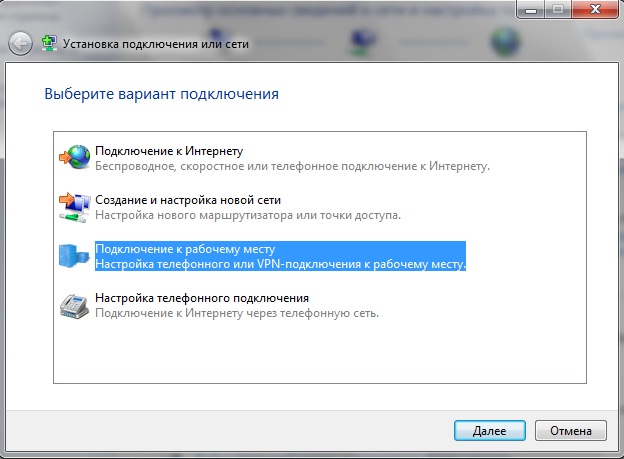 Установка подключения или сети
Выберите вариант подключения
Подключение к Интернету
Беспроводное, скоростное или телефонное подключение к Интернету.
Создание и настройка новой сети
Настройка нового маршрутизатора или точки доступа.
Подключение к рабочему месту
Настройка телефонного или VPN-подключения к рабочему месту.
Настройка телефонного подключения
Подключение к Интернету через телефонную сеть.
Далее
Отмена